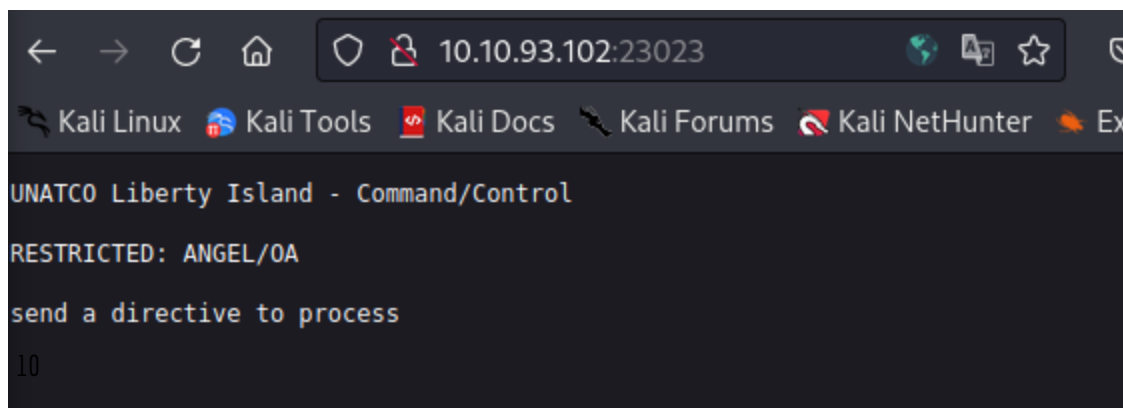 10.10.93.102:23023
Kali Linux Kali Tools Kali Docs Kali Forums Kali NetHunter Ex
UNATCO Liberty Island - Command/Control
RESTRICTED: ANGEL/OA
send a directive to process
10